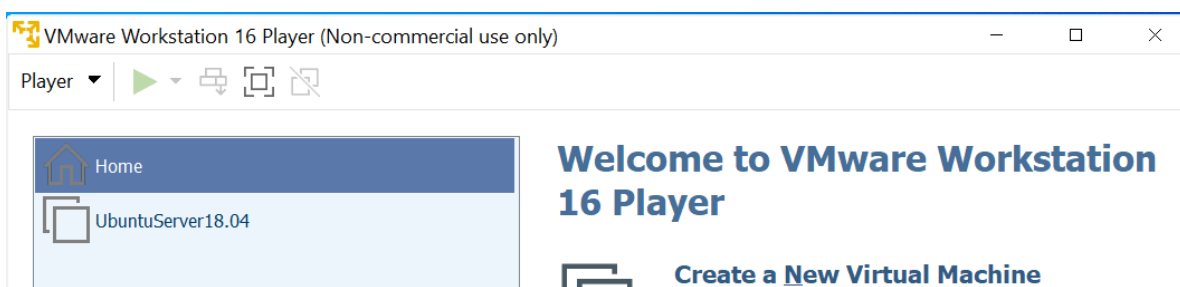 VMware Workstation 16 Player (Non-commercial use only)
Player
Home
UbuntuServer18.04
Welcome to VMware Workstation
16 Player
Create a New Virtual Machine